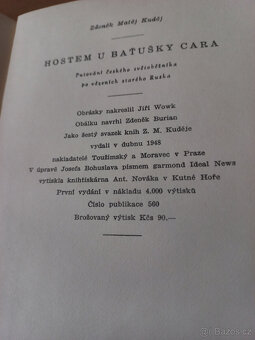 Zdeněk Matěj Kuděj
HOSTEM U BAŤUŠKY CARA
Putování českého světoběžníka
po vězeních starého Ruska
Obrázky nakreslil Jiří Wowk
Obálku navrhl Zdeněk Burian
Jako šestý svazek knih Z. M. Kuděje
vydali v dubnu 1948
nakladatelé Toužimský a Moravec v Praze
V úpravě Josefa Bohuslava písmem garmond Ideal News
vytiskla knihtiskárna Ant. Nováka v Kutné Hoře
První vydání v nákladu 4.000 výtisků
Číslo publikace 560
Brožovaný výtisk Kčs 90.—
sbazar.cz